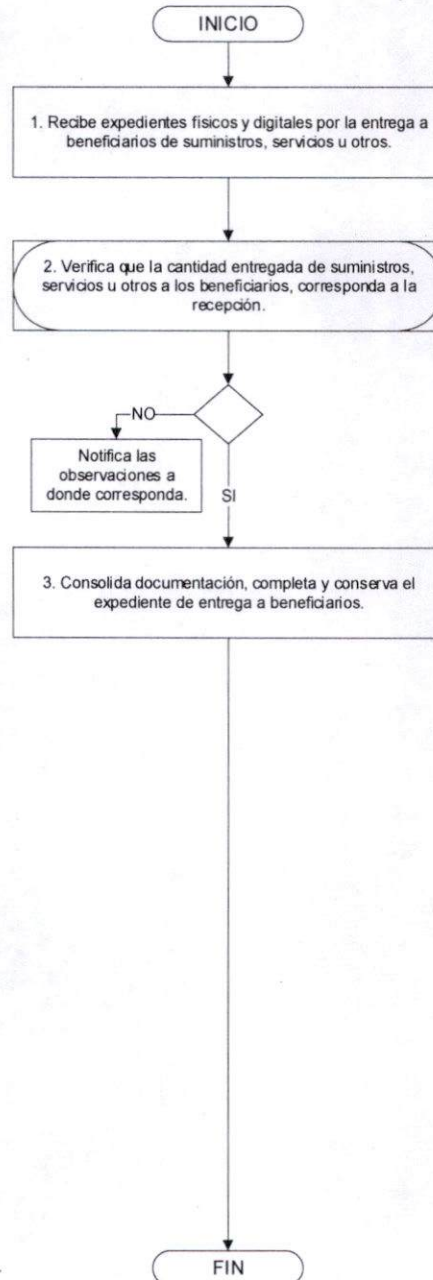 INICIO
1. Recibe expedientes físicos y digitales por la entrega a
beneficiarios de suministros, servicios u otros.
2. Verifica que la cantidad entregada de suministros,
servicios u otros a los beneficiarios, corresponda a la
recepción.
NO
Notifica las
observaciones a
donde corresponda.
SI
3. Consolida documentación, completa y conserva el
expediente de entrega a beneficiarios.
FIN